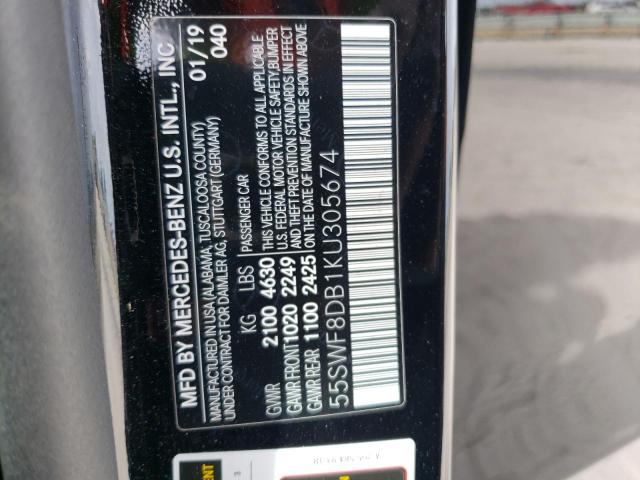 MFD BY MERCEDES-BENZ U.S. INTL., INC
01/19
MANUFACTURED IN USA (ALABAMA, TUSCALOOSA COUNTY)
040
UNDER CONTRACT FOR DAIMLER AG, STUTTGART (GERMANY)
KG LBS PASSENGER CAR
GVWR 2100 4630 THIS VEHICLE CONFORMS TO ALL APPLICABLE
GAWR FRONT 1020 2249 U.S. FEDERAL MOTOR VEHICLE SAFETY, BUMPER
GAWR REAR 1100 2425 AND THEFT PREVENTION STANDARDS IN EFFECT
ON THE DATE OF MANUFACTURE SHOWN ABOVE
55SWF8DB1KU305674